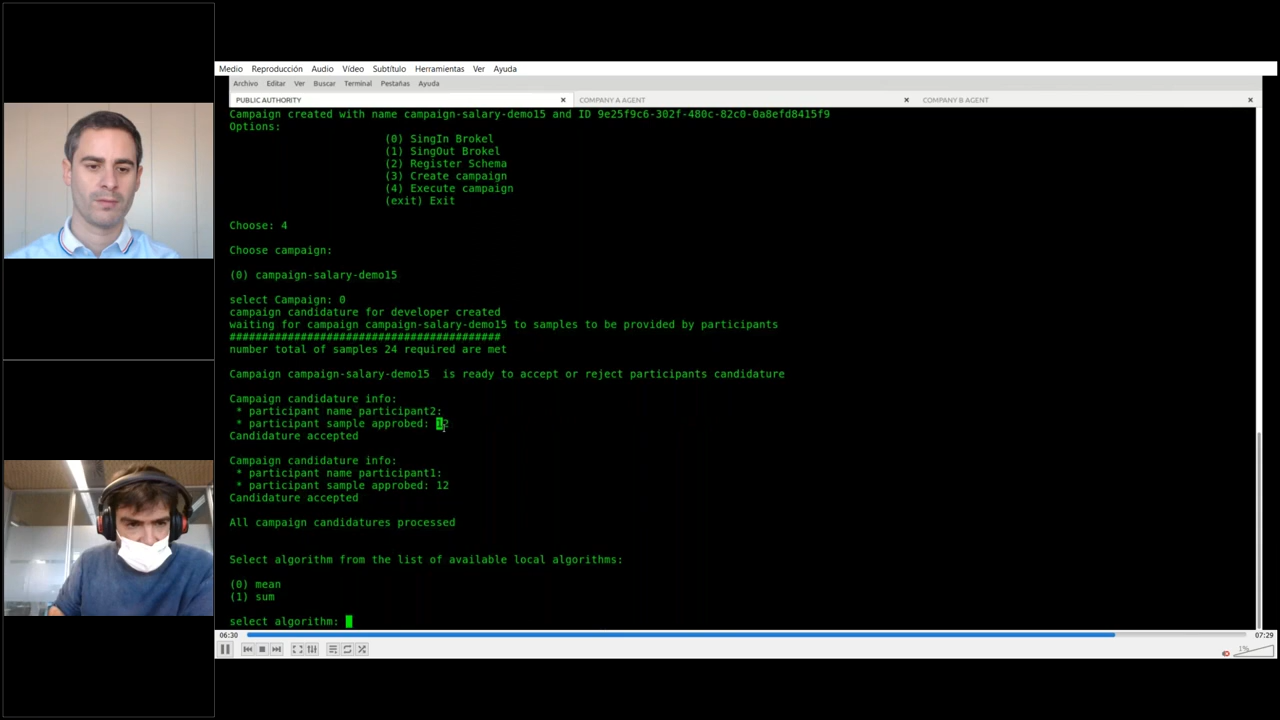 Medio Reproducción Audio Vídeo Subtítulo Herramientas Ver Ayuda
Archivo Editar Ver Buscar Terminal Pestañas Ayuda
PUBLIC AUTHORITY × COMPANY A AGENT × COMPANY B AGENT ×
Campaign created with name campaign-salary-demo15 and ID 9e25f9c6-302f-480c-82c0-0a8efd8415f9
Options:
(0) SingIn Brokel
(1) SingOut Brokel
(2) Register Schema
(3) Create campaign
(4) Execute campaign
(exit) Exit
Choose: 4
Choose campaign:
(0) campaign-salary-demo15
select Campaign: 0
campaign candidature for developer created
waiting for campaign campaign-salary-demo15 to samples to be provided by participants
##########################################
number total of samples 24 required are met
Campaign campaign-salary-demo15  is ready to accept or reject participants candidature
Campaign candidature info:
* participant name participant2:
* participant sample approbed: 12
Candidature accepted
Campaign candidature info:
* participant name participant1:
* participant sample approbed: 12
Candidature accepted
All campaign candidatures processed
Select algorithm from the list of available local algorithms:
(0) mean
(1) sum
select algorithm:
06:30 07:29
1%